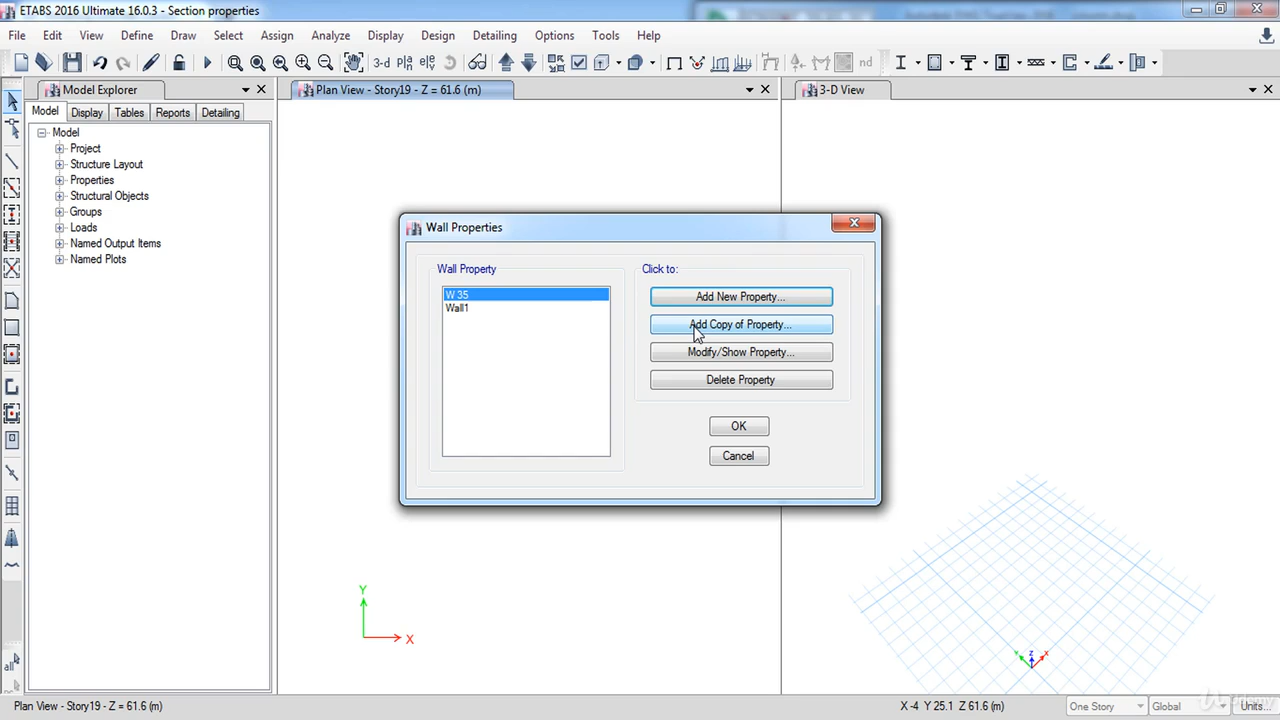 ETABS 2016 Ultimate 16.0.3 - Section properties
File Edit View Define Draw Select Assign Analyze Display Design Detailing Options Tools Help
3-d
nd
Model Explorer
Plan View - Story19 - Z = 61.6 (m)
3-D View
Model Display Tables Reports Detailing
Model
Project
Structure Layout
Properties
Structural Objects
Groups
Loads
Named Output Items
Named Plots
Wall Properties
Wall Property
Click to:
W 35
Wall1
Add New Property...
Add Copy of Property...
Modify/Show Property...
Delete Property
OK
Cancel
Y
X
Y Z X
all
Plan View - Story19 - Z = 61.6 (m)
X -4 Y 25.1 Z 61.6 (m)
One Story
Global
Units...